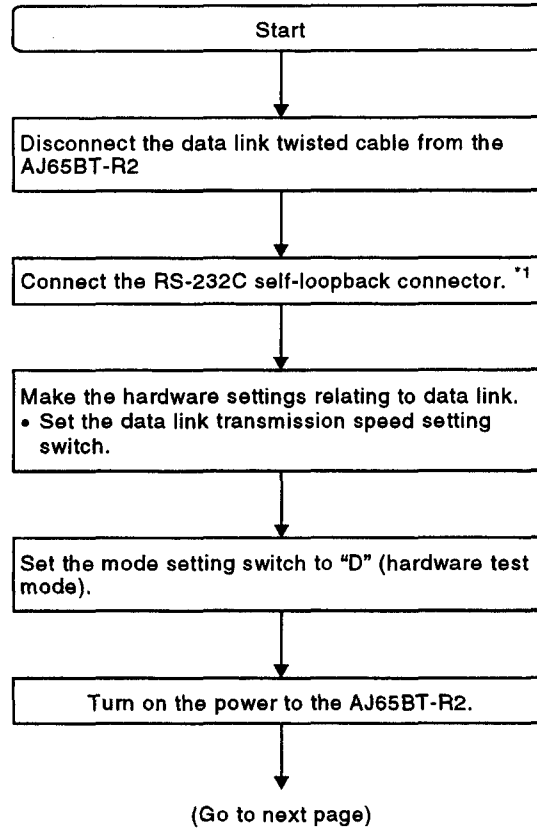 Start
Disconnect the data link twisted cable from the
AJ65BT-R2
Connect the RS-232C self-loopback connector. *1
Make the hardware settings relating to data link.
• Set the data link transmission speed setting
switch.
Set the mode setting switch to “D” (hardware test
mode).
Turn on the power to the AJ65BT-R2.
(Go to next page)